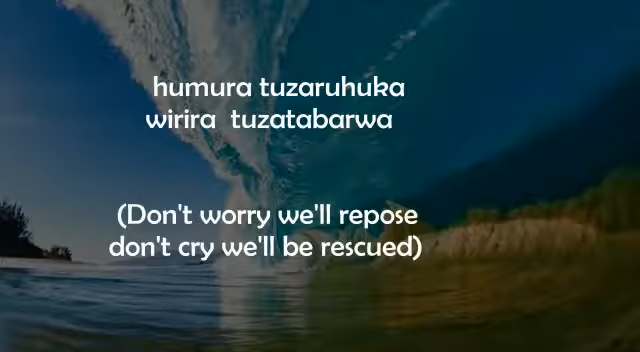 humura tuzaruhuka
wirira tuzatabarwa
(Don't worry we'll repose
don't cry we'll be rescued)